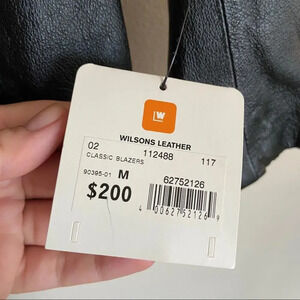 W
WILSONS LEATHER
02 112488 117
CLASSIC BLAZERS
90395-01 M 62752126
$200
4 00627 52126 9